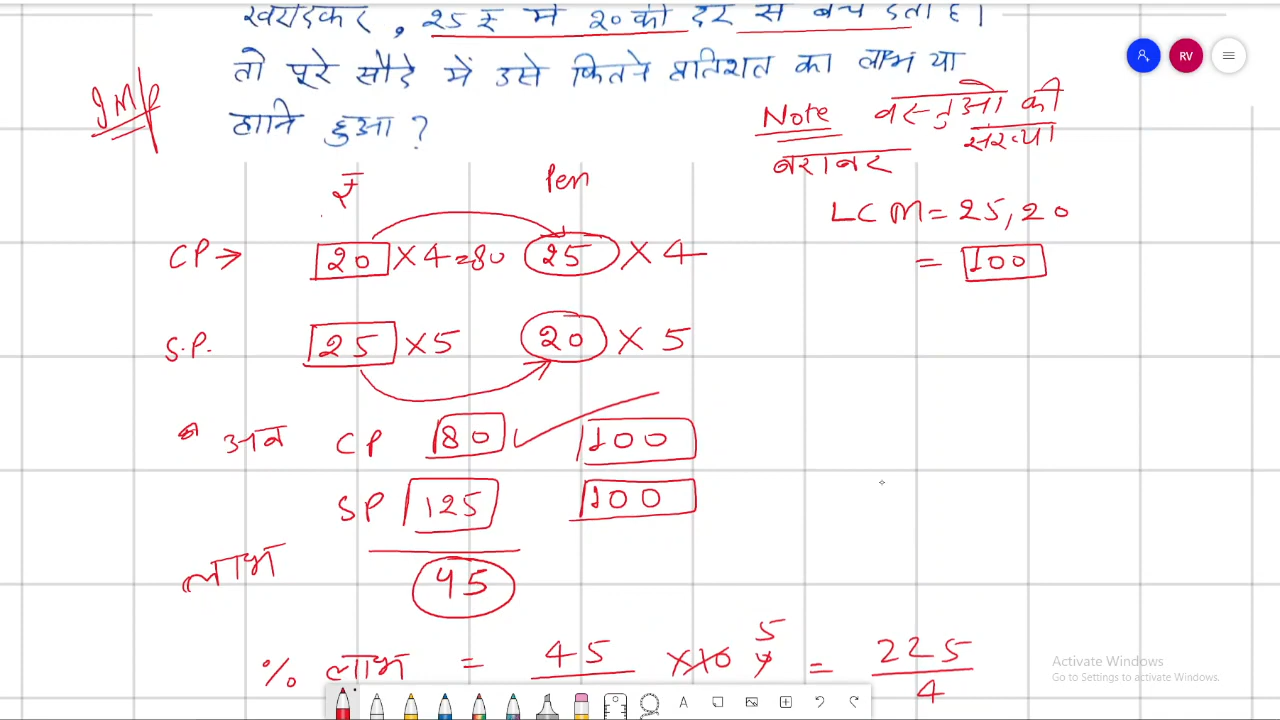 खरीदकर, 25 ₹ में 20 की दर से बेच देता है।
तो पूरे सौदे में उसे कितने प्रतिशत का लाभ या
हानि हुआ ?
IMP
RV
Note वस्तुओ की
संख्या
बराबर
₹ Pen
LCM = 25, 20
= 100
CP → 20 × 4 = 80 25 × 4
S.P. 25 × 5 20 × 5
अब CP 80 100
SP 125 100
लाभ 45
% लाभ = 45 5 = 225
4
Activate Windows
Go to Settings to activate Windows.
A